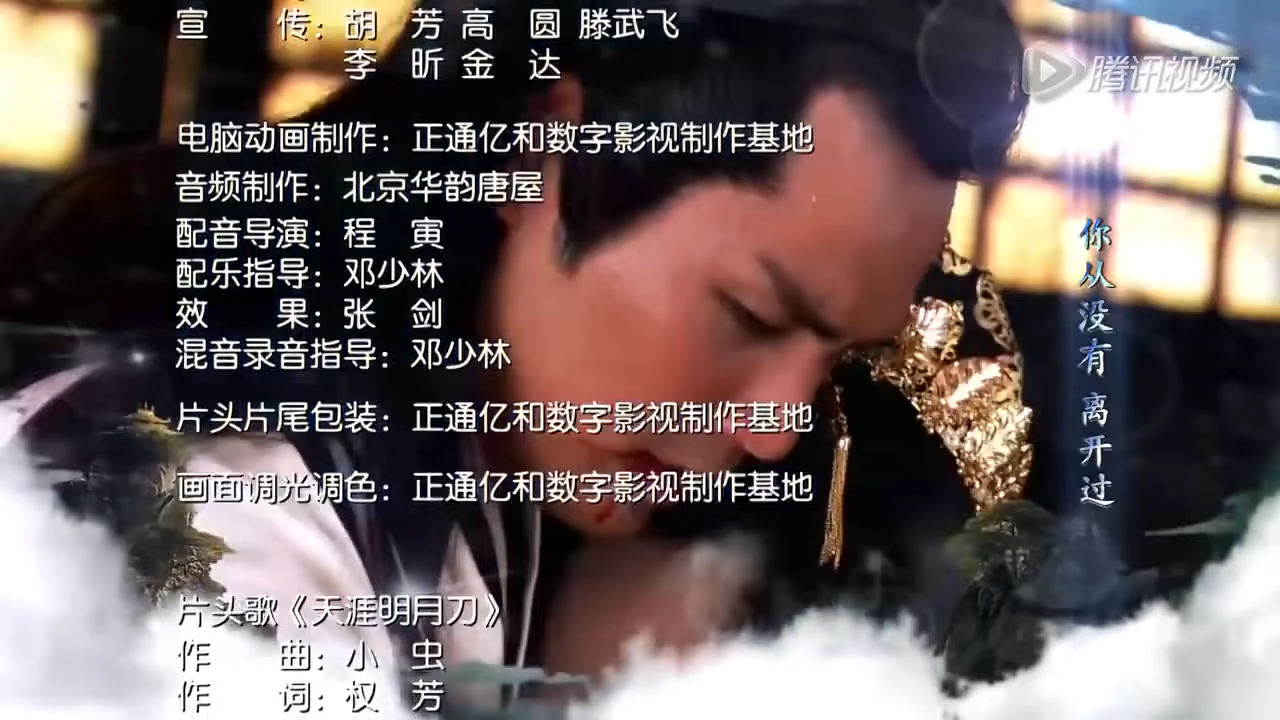 宣 传：胡 芳 高 圆 滕武飞
李 昕 金 达
腾讯视频
电脑动画制作：正通亿和数字影视制作基地
音频制作：北京华韵唐屋
配音导演：程 寅
配乐指导：邓少林
效 果：张 剑
混音录音指导：邓少林
片头片尾包装：正通亿和数字影视制作基地
画面调光调色：正通亿和数字影视制作基地
片头歌《天涯明月刀》
作 曲：小 虫
作 词：权 芳
你从没有离开过